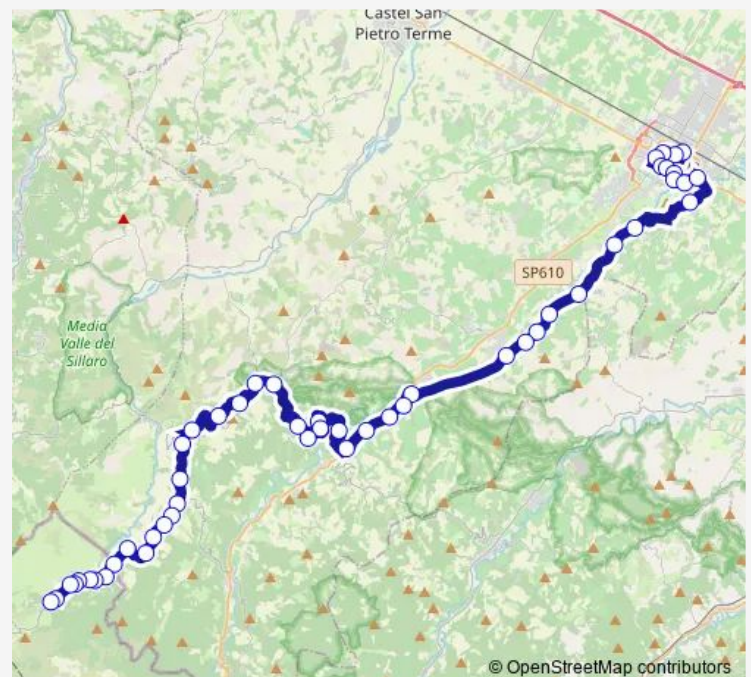 Castel San
Pietro Terme
SP610
Media
Valle del
Sillaro
© OpenStreetMap contributors